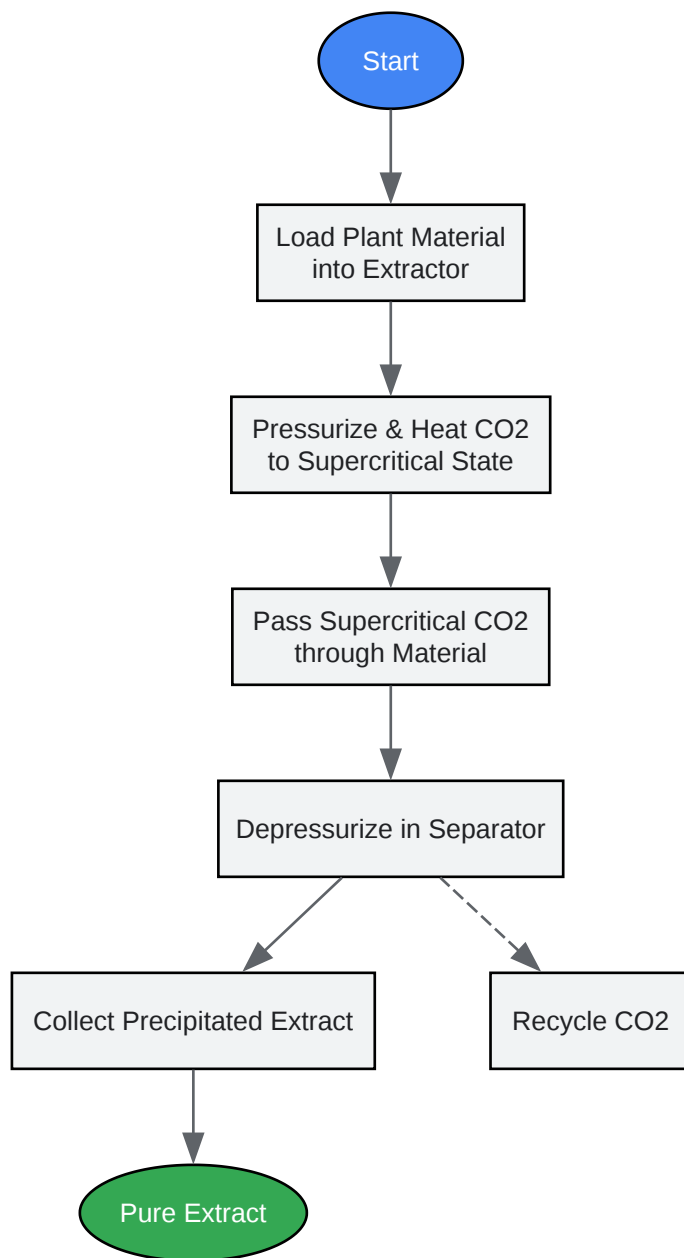 Start
Load Plant Material
into Extractor
Pressurize & Heat CO2
to Supercritical State
Pass Supercritical CO2
through Material
Depressurize in Separator
Collect Precipitated Extract
Recycle CO2
Pure Extract